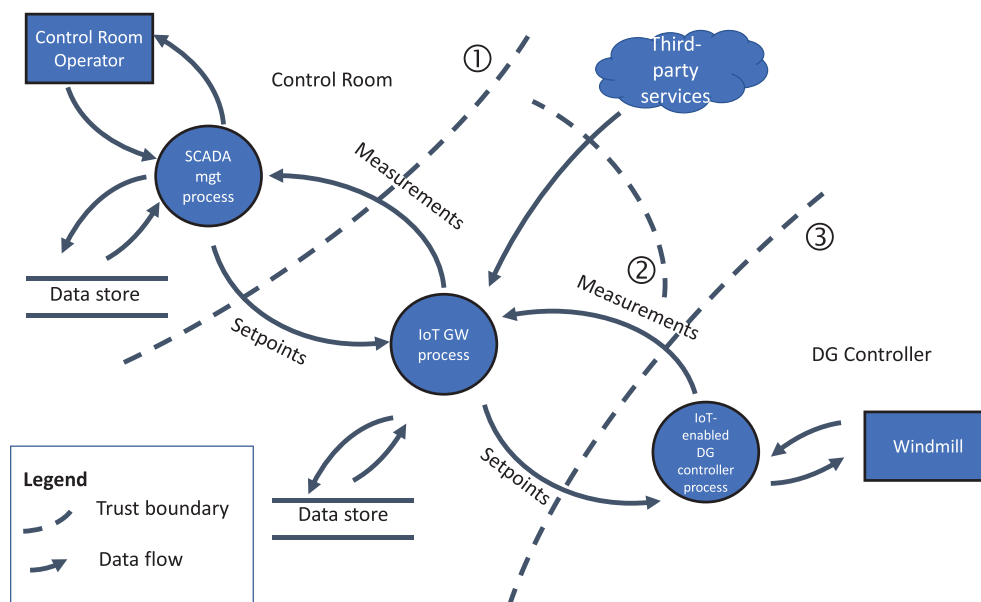 Control Room
Operator
①
Control Room
Third-
party
services
SCADA
mgt
process
Measurements
Data store
Setpoints
②
③
Measurements
IoT GW
process
DG Controller
IoT-
enabled
DG
controller
process
Windmill
Setpoints
Data store
Legend
Trust boundary
Data flow